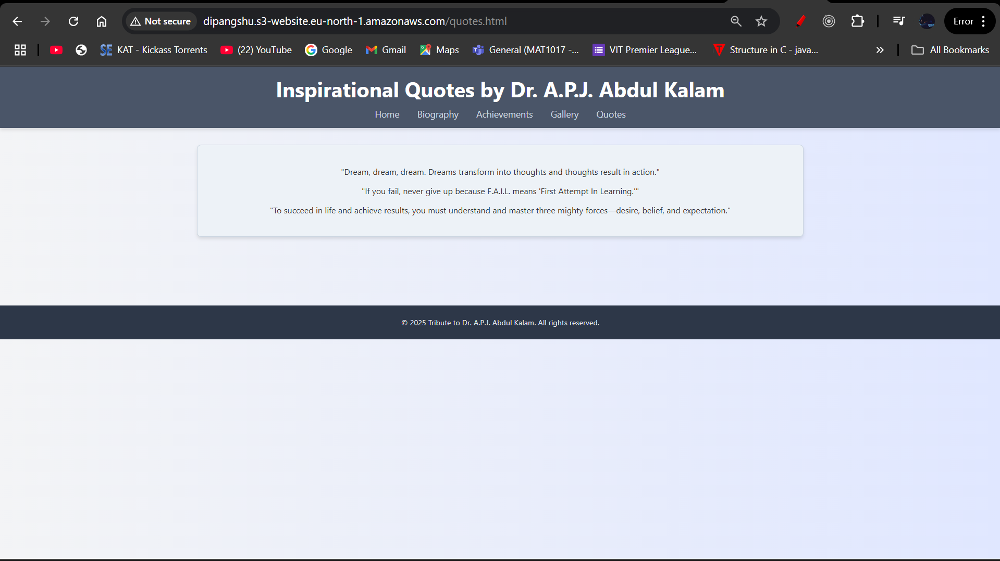 Not secure dipangshu.s3-website.eu-north-1.amazonaws.com/quotes.html Error
KAT - Kickass Torrents (22) YouTube Google Gmail Maps General (MAT1017 -... VIT Premier League... Structure in C - java... All Bookmarks
Inspirational Quotes by Dr. A.P.J. Abdul Kalam
Home Biography Achievements Gallery Quotes
"Dream, dream, dream. Dreams transform into thoughts and thoughts result in action."
"If you fail, never give up because F.A.I.L. means 'First Attempt In Learning.'"
"To succeed in life and achieve results, you must understand and master three mighty forces—desire, belief, and expectation."
© 2025 Tribute to Dr. A.P.J. Abdul Kalam. All rights reserved.